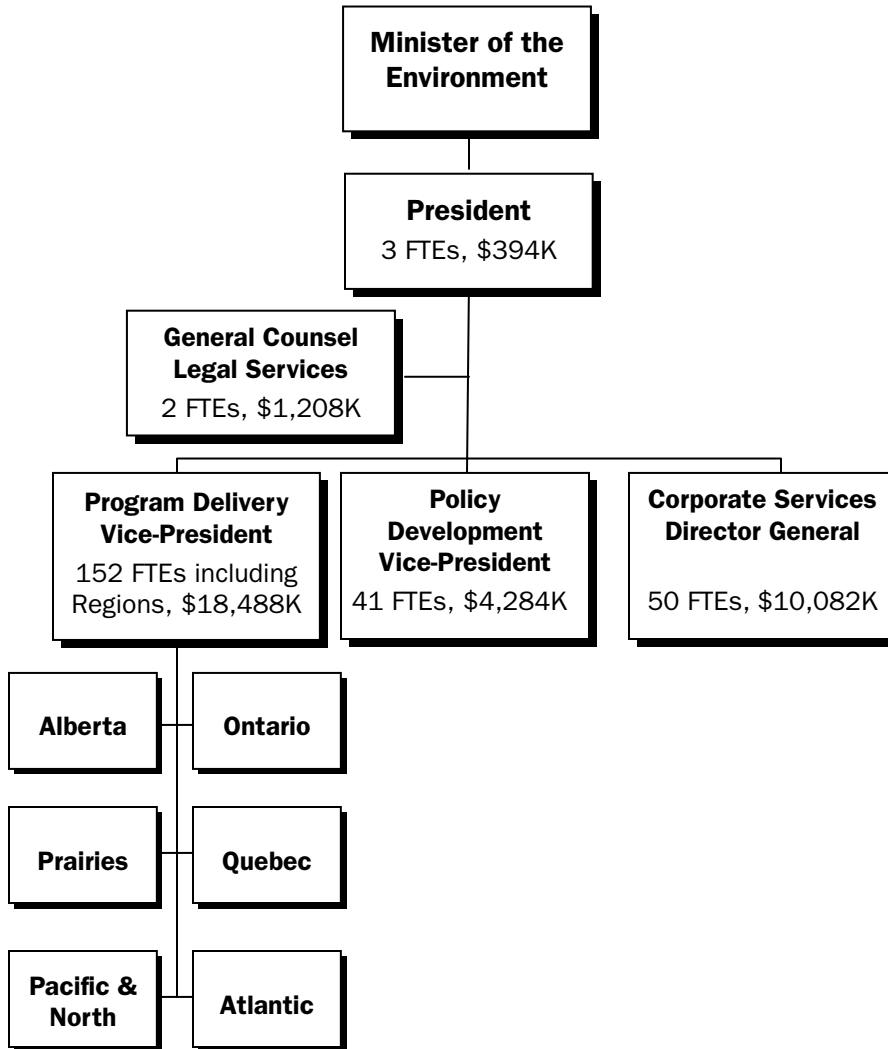 Minister of the
Environment
President
3 FTEs, $394K
General Counsel
Legal Services
2 FTEs, $1,208K
Program Delivery
Vice-President
152 FTEs including
Regions, $18,488K
Policy
Development
Vice-President
41 FTEs, $4,284K
Corporate Services
Director General
50 FTEs, $10,082K
Alberta
Ontario
Prairies
Quebec
Pacific &
North
Atlantic